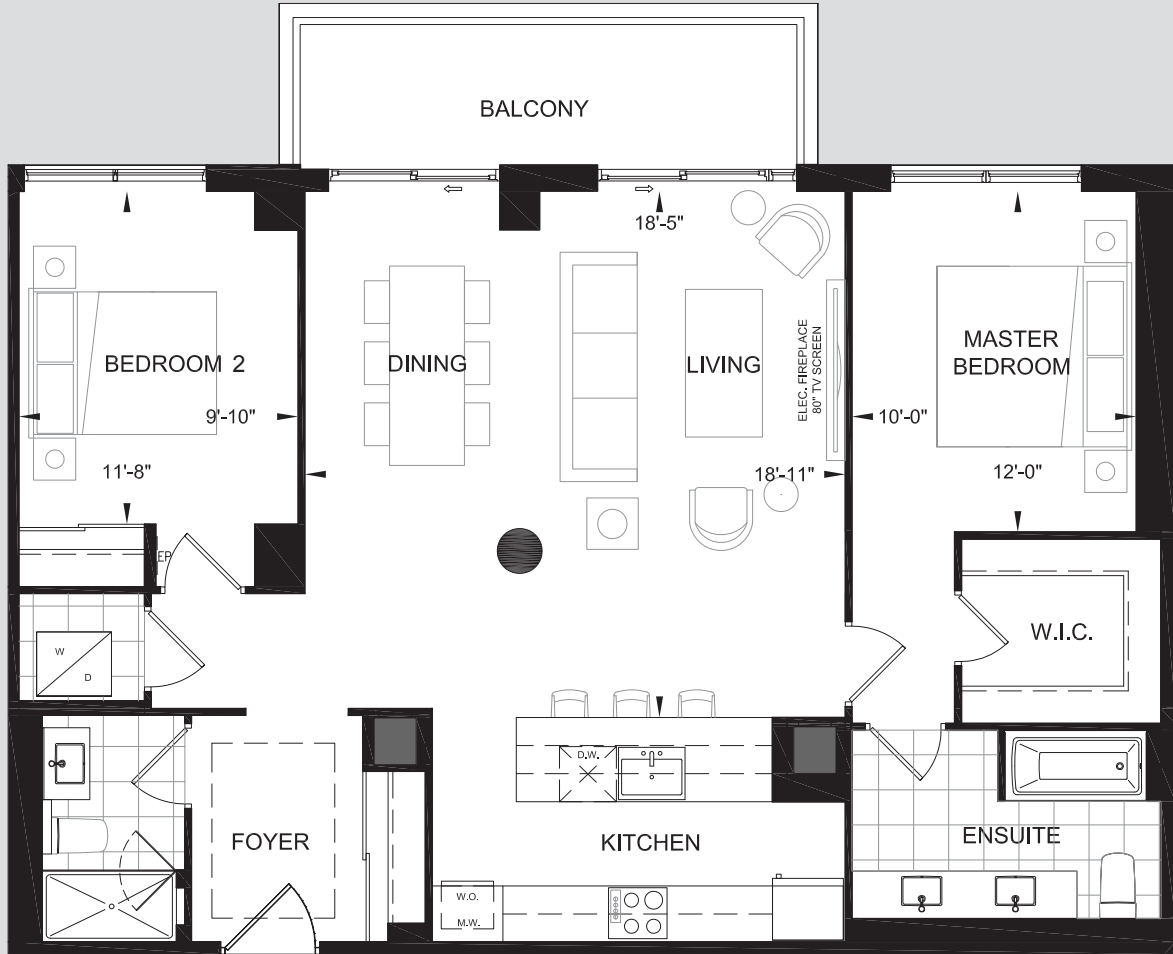 BALCONY
18'-5"
ELEC. FIREPLACE
80" TV SCREEN
MASTER
BEDROOM
BEDROOM 2
DINING
LIVING
9'-10"
10'-0"
11'-8"
18'-11"
12'-0"
EP
W.I.C.
W
D
D.W.
FOYER
KITCHEN
ENSUITE
W.O.
M.W.